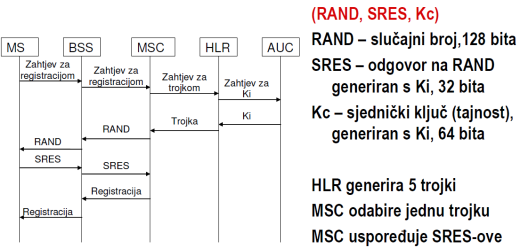 MS
BSS
MSC
HLR
AUC
Zahtjev za
registracijom
Zahtjev za
registracijom
Zahtjev za
trojkom
Zahtjev za
Ki
Ki
Trojka
RAND
RAND
SRES
SRES
Registracija
Registracija
(RAND, SRES, Kc)
RAND – slučajni broj,128 bita
SRES – odgovor na RAND
generiran s Ki, 32 bita
Kc – sjednički ključ (tajnost),
generiran s Ki, 64 bita
HLR generira 5 trojki
MSC odabire jednu trojku
MSC uspoređuje SRES-ove